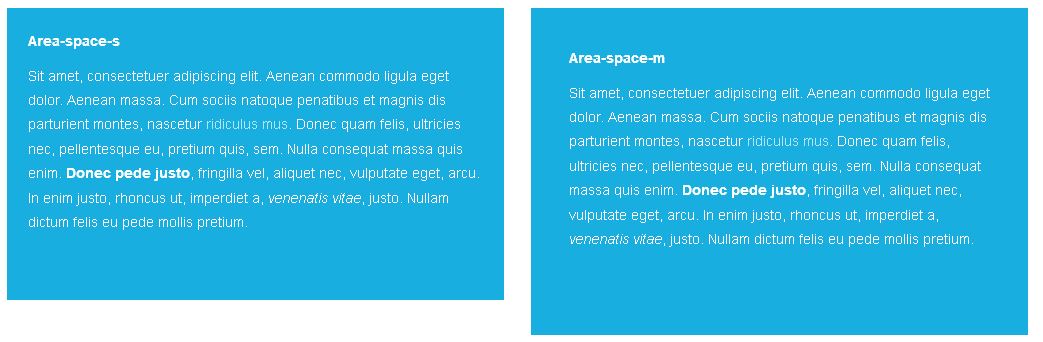 Area-space-s
Sit amet, consectetuer adipiscing elit. Aenean commodo ligula eget
dolor. Aenean massa. Cum sociis natoque penatibus et magnis dis
parturient montes, nascetur ridiculus mus. Donec quam felis, ultricies
nec, pellentesque eu, pretium quis, sem. Nulla consequat massa quis
enim. Donec pede justo, fringilla vel, aliquet nec, vulputate eget, arcu.
In enim justo, rhoncus ut, imperdiet a, venenatis vitae, justo. Nullam
dictum felis eu pede mollis pretium.
Area-space-m
Sit amet, consectetuer adipiscing elit. Aenean commodo ligula eget
dolor. Aenean massa. Cum sociis natoque penatibus et magnis dis
parturient montes, nascetur ridiculus mus. Donec quam felis,
ultricies nec, pellentesque eu, pretium quis, sem. Nulla consequat
massa quis enim. Donec pede justo, fringilla vel, aliquet nec,
vulputate eget, arcu. In enim justo, rhoncus ut, imperdiet a,
venenatis vitae, justo. Nullam dictum felis eu pede mollis pretium.